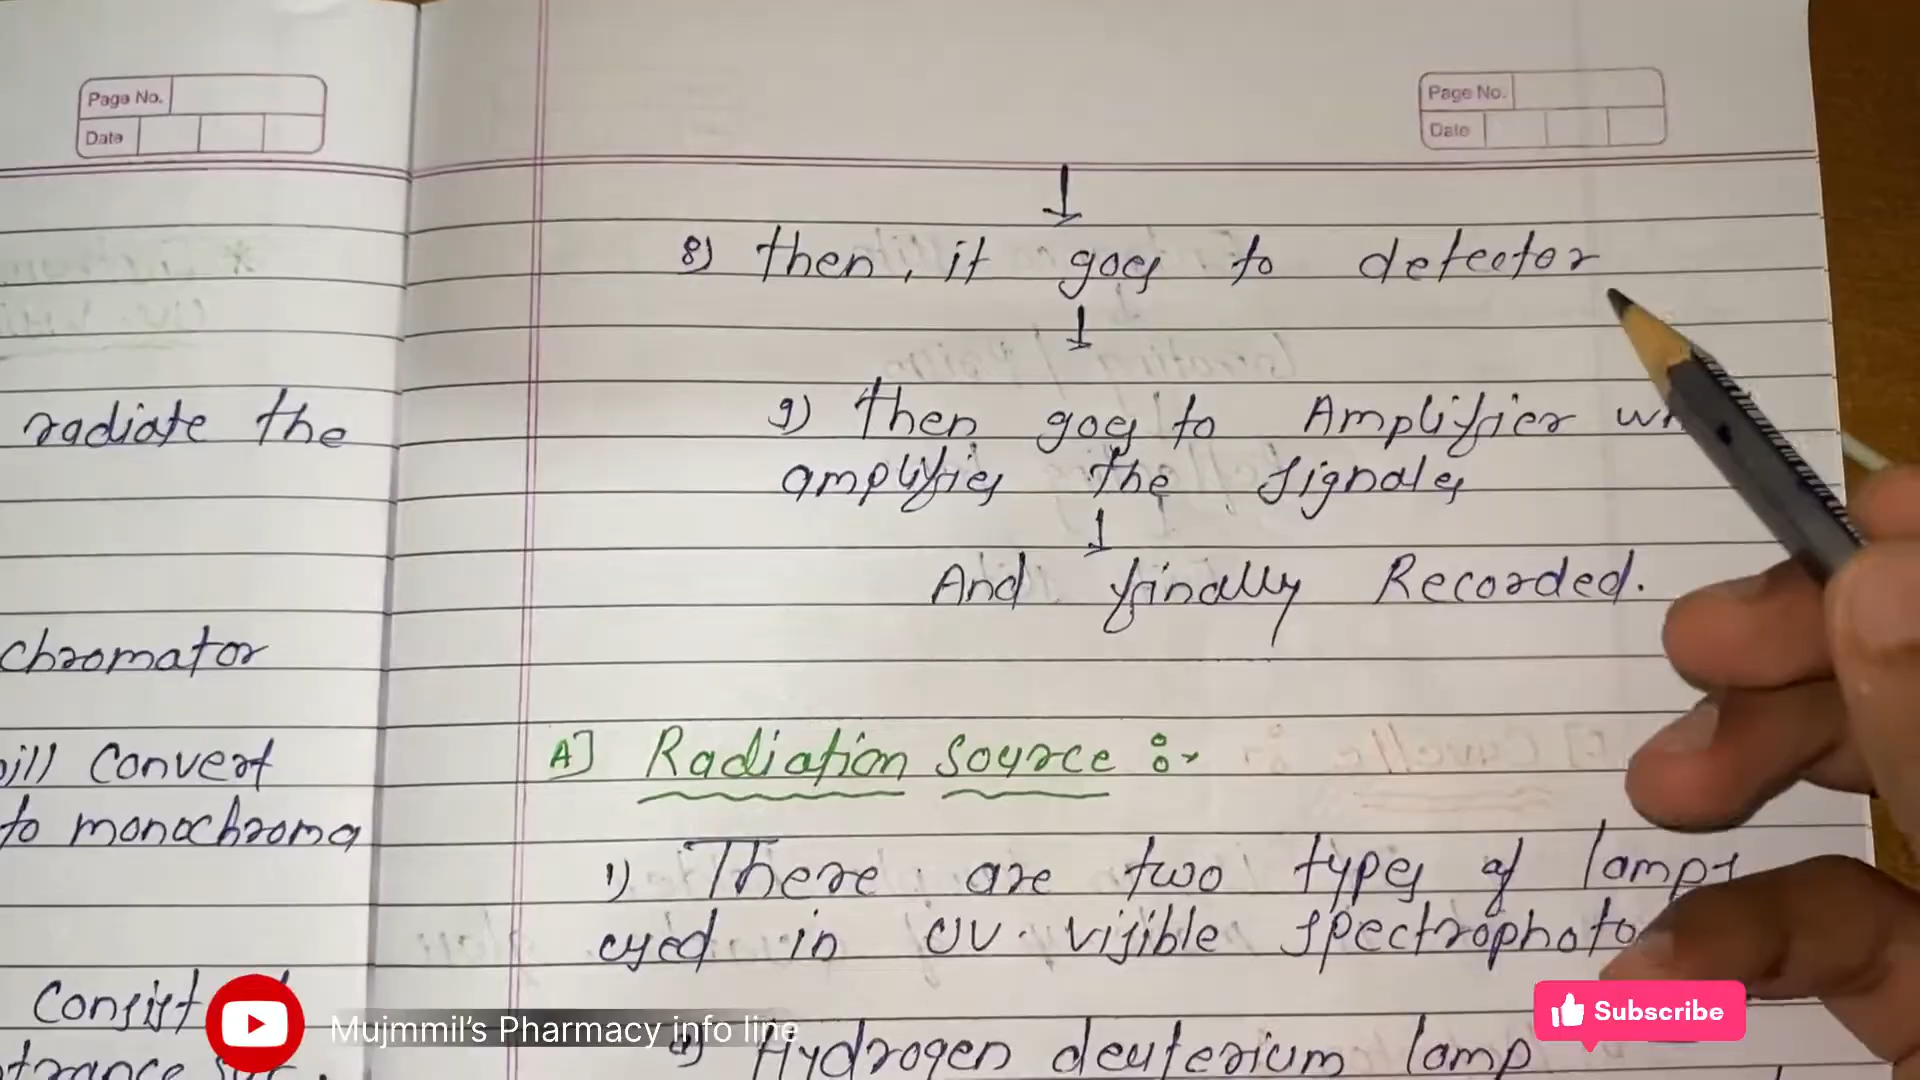 Page No.
Date
radiate the
chromator
will convert
to monochroma
Consist
Page No.
Date
8) then, it goes to detector
9) then goes to Amplifier
amplifies the signales
And finally Recorded.
A] Radiation Source :-
1) There are two types of lamps
used in UV. visible spectrophoto
a) Hydrogen deuterium lamp
Mujmmil's Pharmacy info line
Subscribe